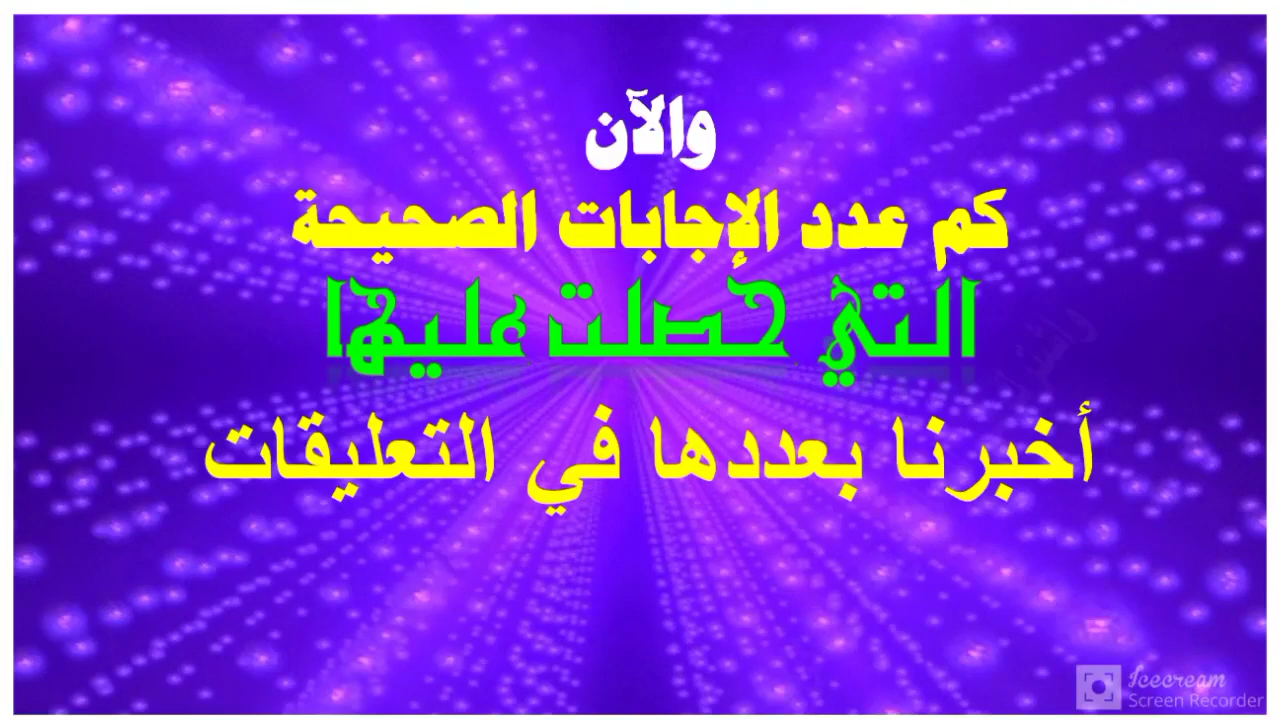 والآن
كم عدد الإجابات الصحيحة
التي حصلت عليها
أخبرنا بعددها في التعليقات
Icecream
Screen Recorder